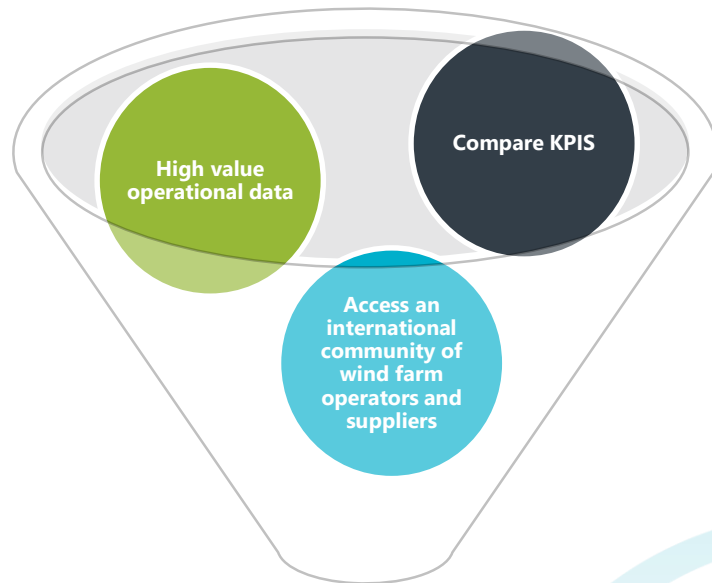 High value
operational data
Compare KPIS
Access an
international
community of
wind farm
operators and
suppliers